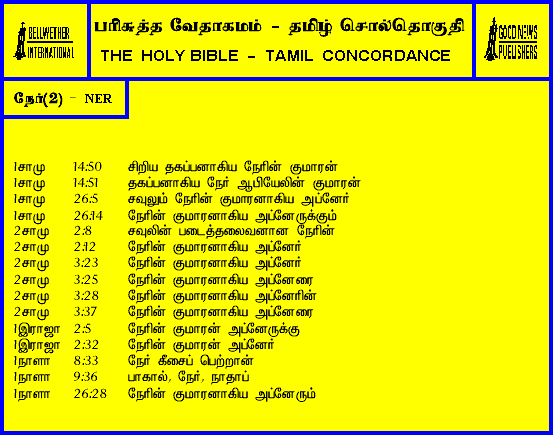 BELLWETHER
INTERNATIONAL
பரிசுத்த வேதாகமம் - தமிழ் சொல்தொகுதி
THE HOLY BIBLE - TAMIL CONCORDANCE
GOOD NEWS
PUBLISHERS
நேர்(2) - NER
1சாமு 14:50 சிறிய தகப்பனாகிய நேரின் குமாரன்
1சாமு 14:51 தகப்பனாகிய நேர் ஆபியேலின் குமாரன்
1சாமு 26:5 சவுலும் நேரின் குமாரனாகிய அப்னேர்
1சாமு 26:14 நேரின் குமாரனாகிய அப்னேருக்கும்
2சாமு 2:8 சவுலின் படைத்தலைவனான நேரின்
2சாமு 2:12 நேரின் குமாரனாகிய அப்னேர்
2சாமு 3:23 நேரின் குமாரனாகிய அப்னேர்
2சாமு 3:25 நேரின் குமாரனாகிய அப்னேரை
2சாமு 3:28 நேரின் குமாரனாகிய அப்னேரின்
2சாமு 3:37 நேரின் குமாரனாகிய அப்னேரை
1இராஜா 2:5 நேரின் குமாரன் அப்னேருக்கு
1இராஜா 2:32 நேரின் குமாரன் அப்னேர்
1நாளா 8:33 நேர் கீசைப் பெற்றான்
1நாளா 9:36 பாகால், நேர், நாதாப்
1நாளா 26:28 நேரின் குமாரனாகிய அப்னேரும்